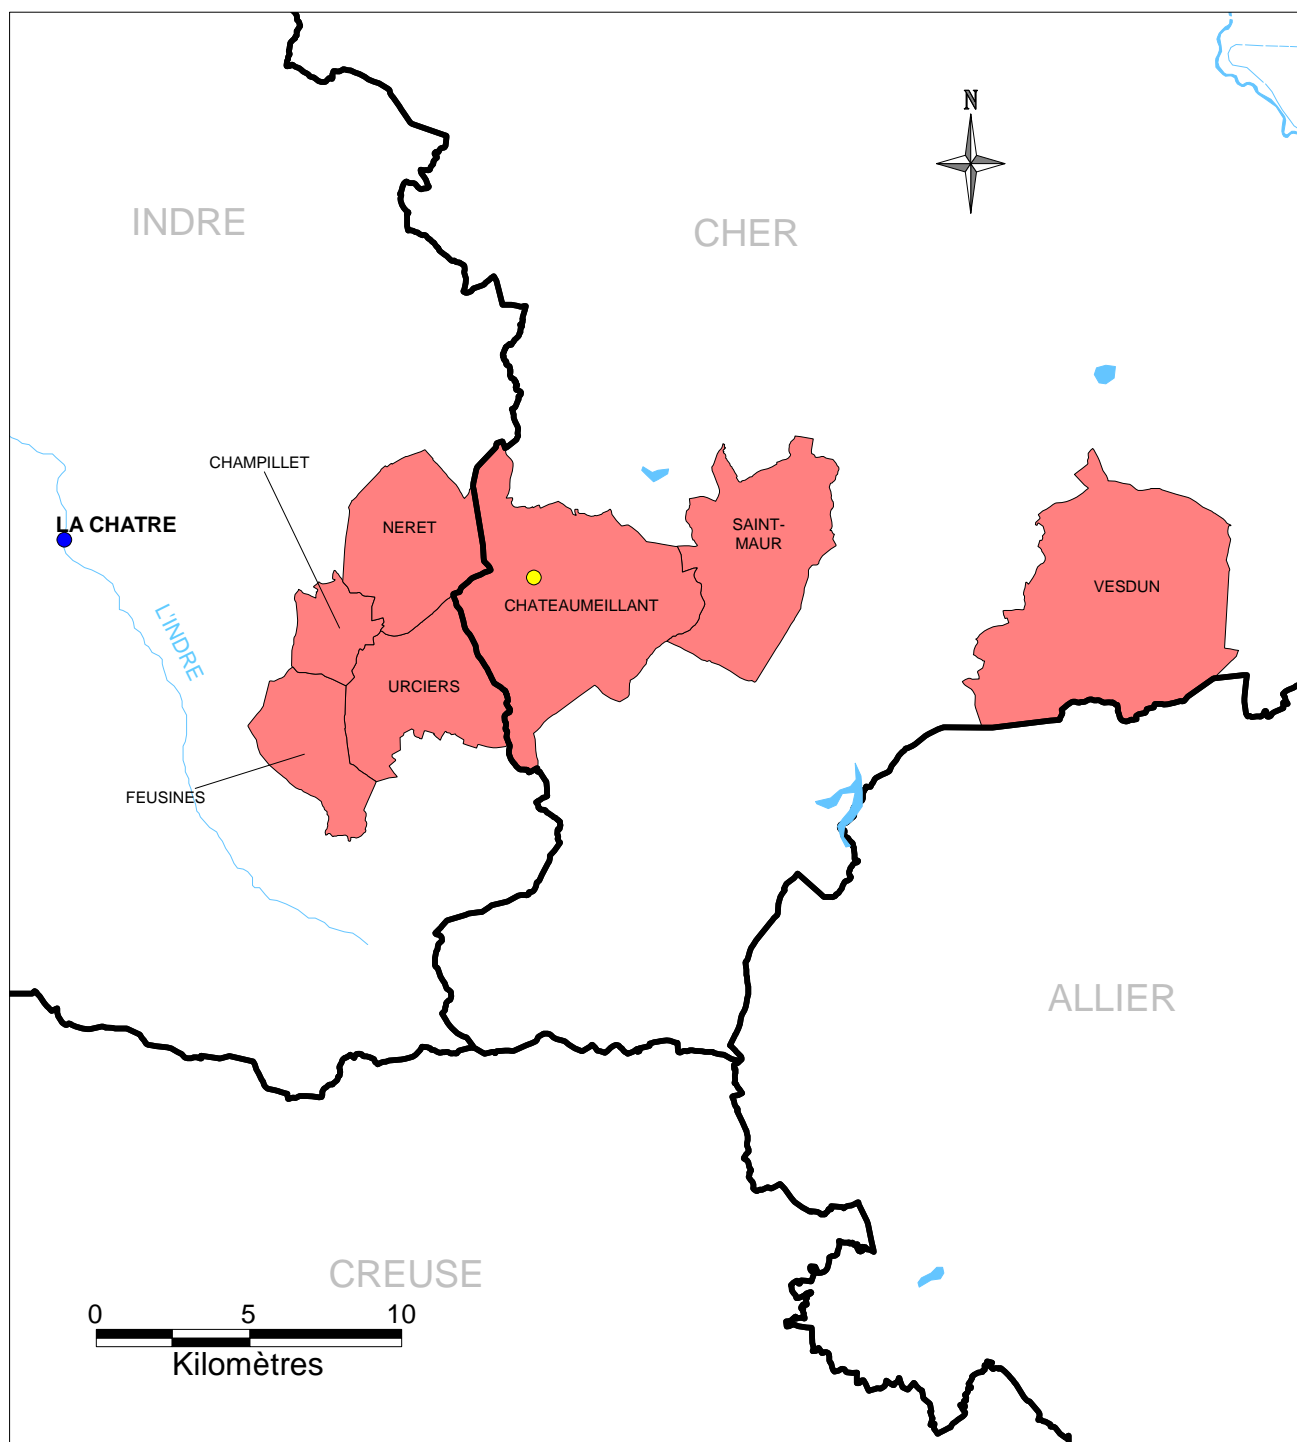 N
INDRE
CHER
CHAMPILLET
LA CHATRE
NERET
SAINT-
MAUR
VESDUN
CHATEAUMEILLANT
L'INDRE
URCIERS
FEUSINES
ALLIER
CREUSE
0 5 10
Kilomètres